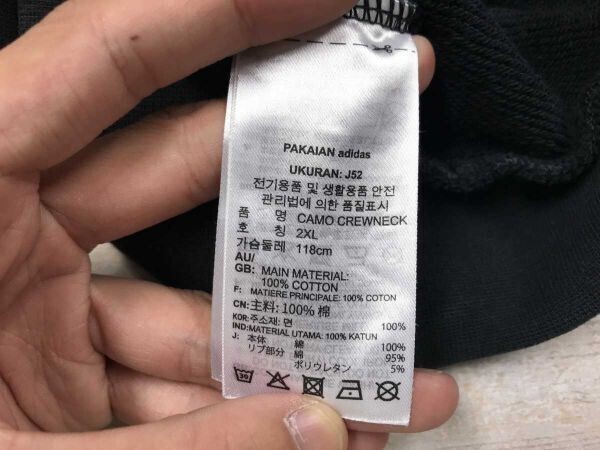 PAKAIAN adidas
UKURAN: J52
전기용품 및 생활용품 안전
관리법에 의한 품질표시
품 명 CAMO CREWNECK
호 칭 2XL
가슴둘레 118cm
AU/
GB: MAIN MATERIAL:
100% COTTON
F: MATIERE PRINCIPALE: 100% COTON
CN: 主料: 100% 棉
KOR: 주소재: 면 100%
IND: MATERIAL UTAMA: 100% KATUN
J: 本体 綿 100%
リブ部分 綿 95%
ポリウレタン 5%
30